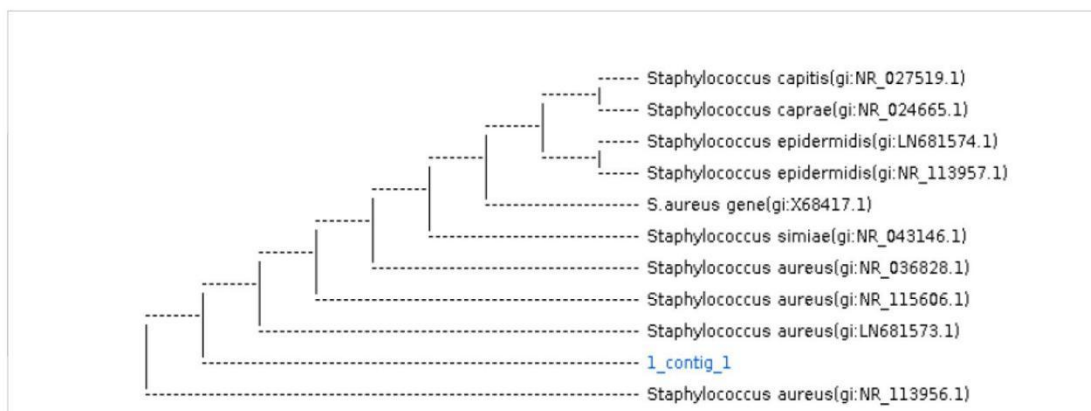 Staphylococcus capitis(gi:NR_027519.1)
Staphylococcus caprae(gi:NR_024665.1)
Staphylococcus epidermidis(gi:LN681574.1)
Staphylococcus epidermidis(gi:NR_113957.1)
S.aureus gene(gi:X68417.1)
Staphylococcus simiae(gi:NR_043146.1)
Staphylococcus aureus(gi:NR_036828.1)
Staphylococcus aureus(gi:NR_115606.1)
Staphylococcus aureus(gi:LN681573.1)
1_contig_1
Staphylococcus aureus(gi:NR_113956.1)